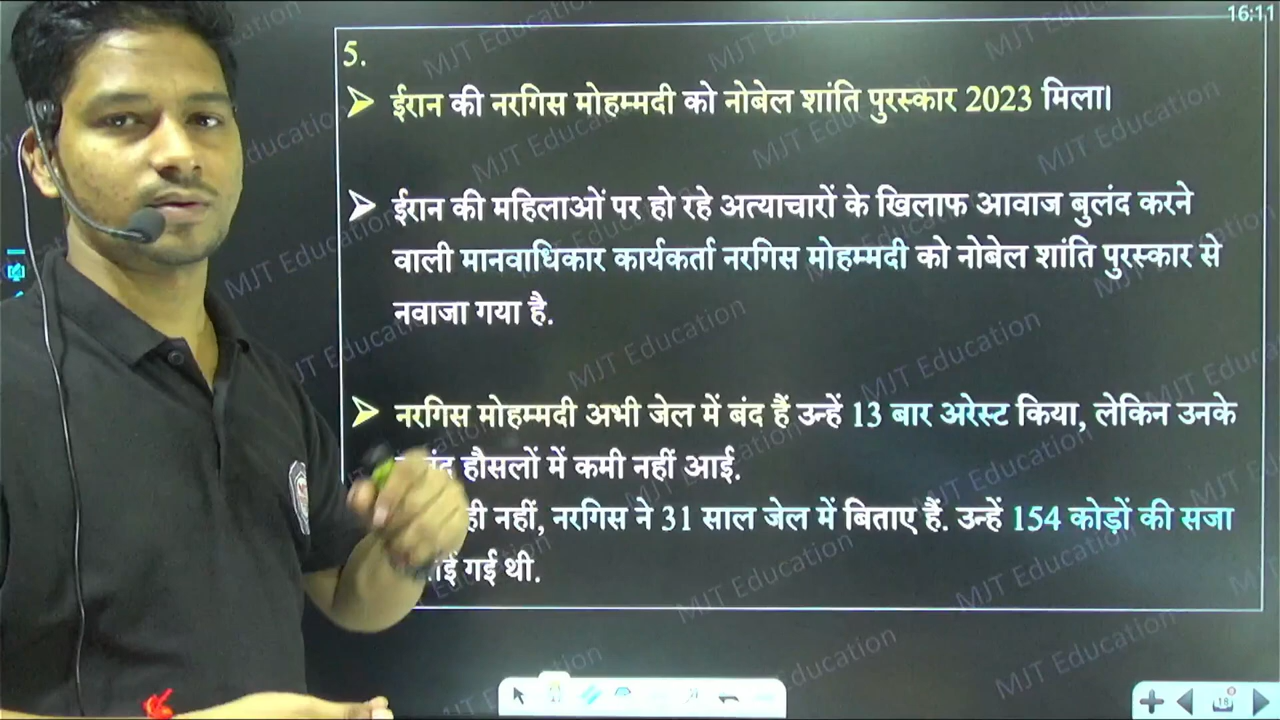 16:11
5.
ईरान की नरगिस मोहम्मदी को नोबेल शांति पुरस्कार 2023 मिला।
ईरान की महिलाओं पर हो रहे अत्याचारों के खिलाफ आवाज बुलंद करने
वाली मानवाधिकार कार्यकर्ता नरगिस मोहम्मदी को नोबेल शांति पुरस्कार से
नवाजा गया है.
नरगिस मोहम्मदी अभी जेल में बंद हैं उन्हें 13 बार अरेस्ट किया, लेकिन उनके
हौसलों में कमी नहीं आई.
ही नहीं, नरगिस ने 31 साल जेल में बिताए हैं. उन्हें 154 कोड़ों की सजा
गई थी.
MJT Education
18